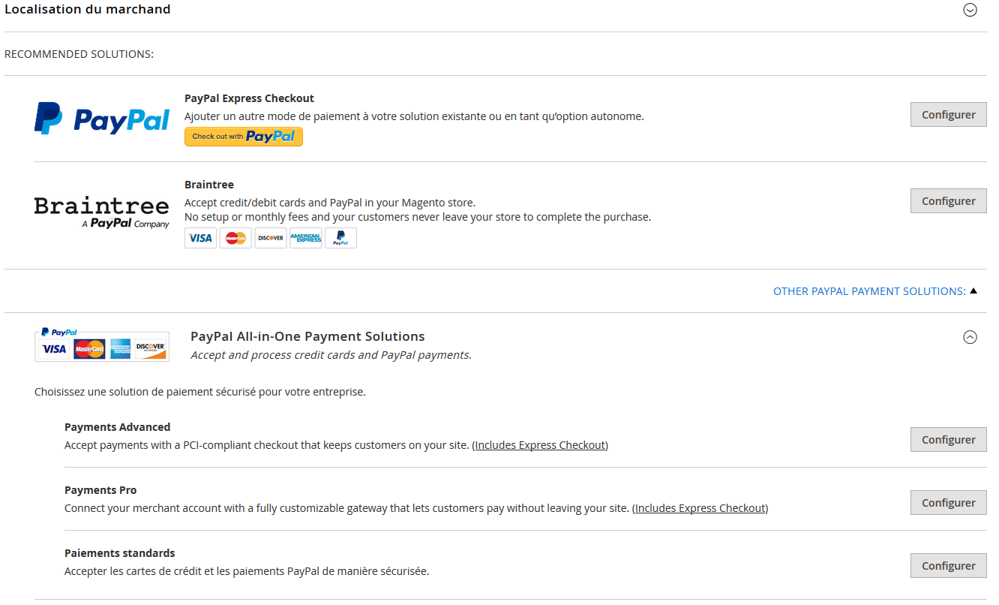 Localisation du marchand
RECOMMENDED SOLUTIONS:
PayPal
PayPal Express Checkout
Ajouter un autre mode de paiement à votre solution existante ou en tant qu’option autonome.
Check out with PayPal
Configurer
Braintree
A PayPal Company
Braintree
Accept credit/debit cards and PayPal in your Magento store.
No setup or monthly fees and your customers never leave your store to complete the purchase.
VISA MasterCard DISCOVER AMERICAN EXPRESS PayPal
Configurer
OTHER PAYPAL PAYMENT SOLUTIONS:
PayPal
VISA MasterCard AMERICAN EXPRESS DISCOVER NETWORK
PayPal All-in-One Payment Solutions
Accept and process credit cards and PayPal payments.
Choisissez une solution de paiement sécurisé pour votre entreprise.
Payments Advanced
Accept payments with a PCI-compliant checkout that keeps customers on your site. (Includes Express Checkout)
Configurer
Payments Pro
Connect your merchant account with a fully customizable gateway that lets customers pay without leaving your site. (Includes Express Checkout)
Configurer
Paiements standards
Accepter les cartes de crédit et les paiements PayPal de manière sécurisée.
Configurer